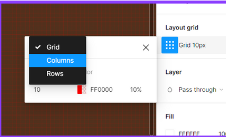 Layout grid
Grid
Grid 10px
Columns
Rows
10
FF0000
10%
Layer
Pass through
Fill
FFFFFF
100